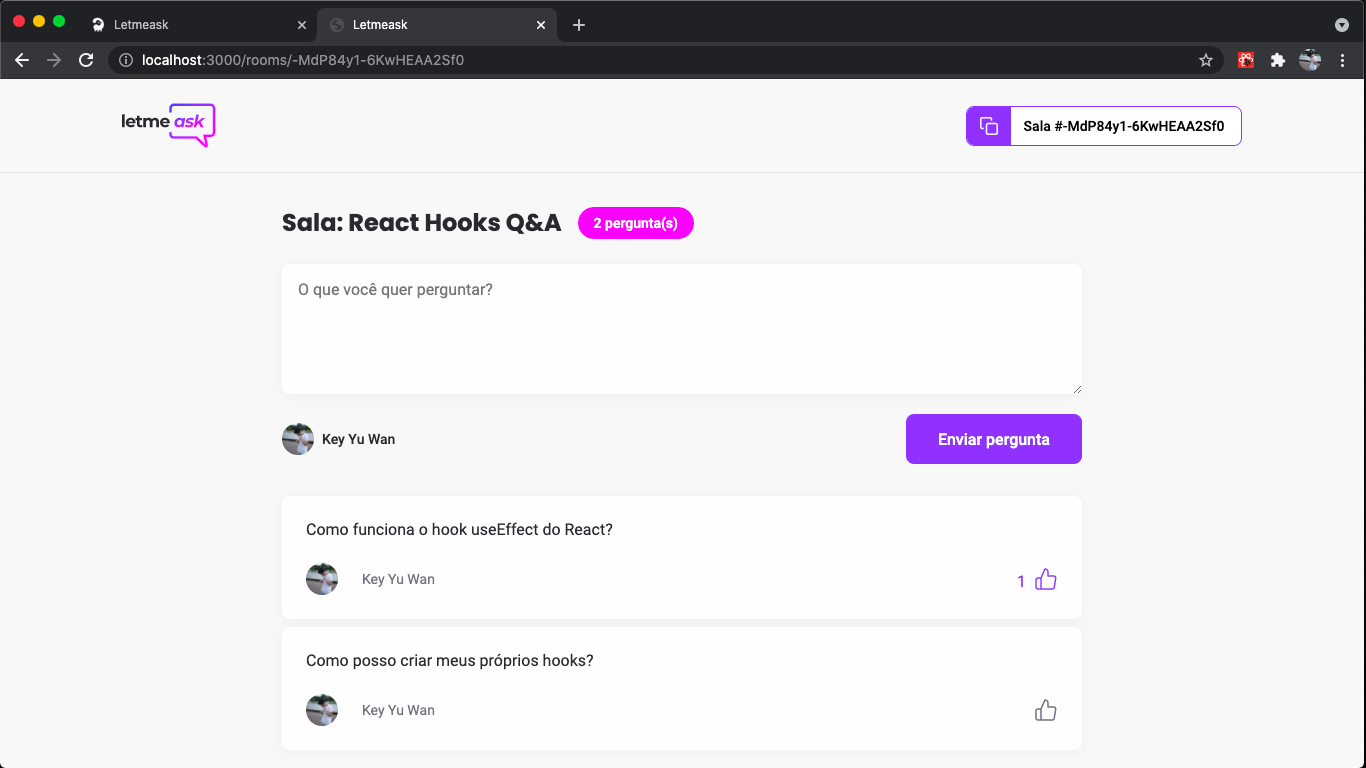 Letmeask
Letmeask
localhost:3000/rooms/-MdP84y1-6KwHEAA2Sf0
letme ask
Sala #-MdP84y1-6KwHEAA2Sf0
Sala: React Hooks Q&A
2 pergunta(s)
O que você quer perguntar?
Key Yu Wan
Enviar pergunta
Como funciona o hook useEffect do React?
Key Yu Wan
1
Como posso criar meus próprios hooks?
Key Yu Wan